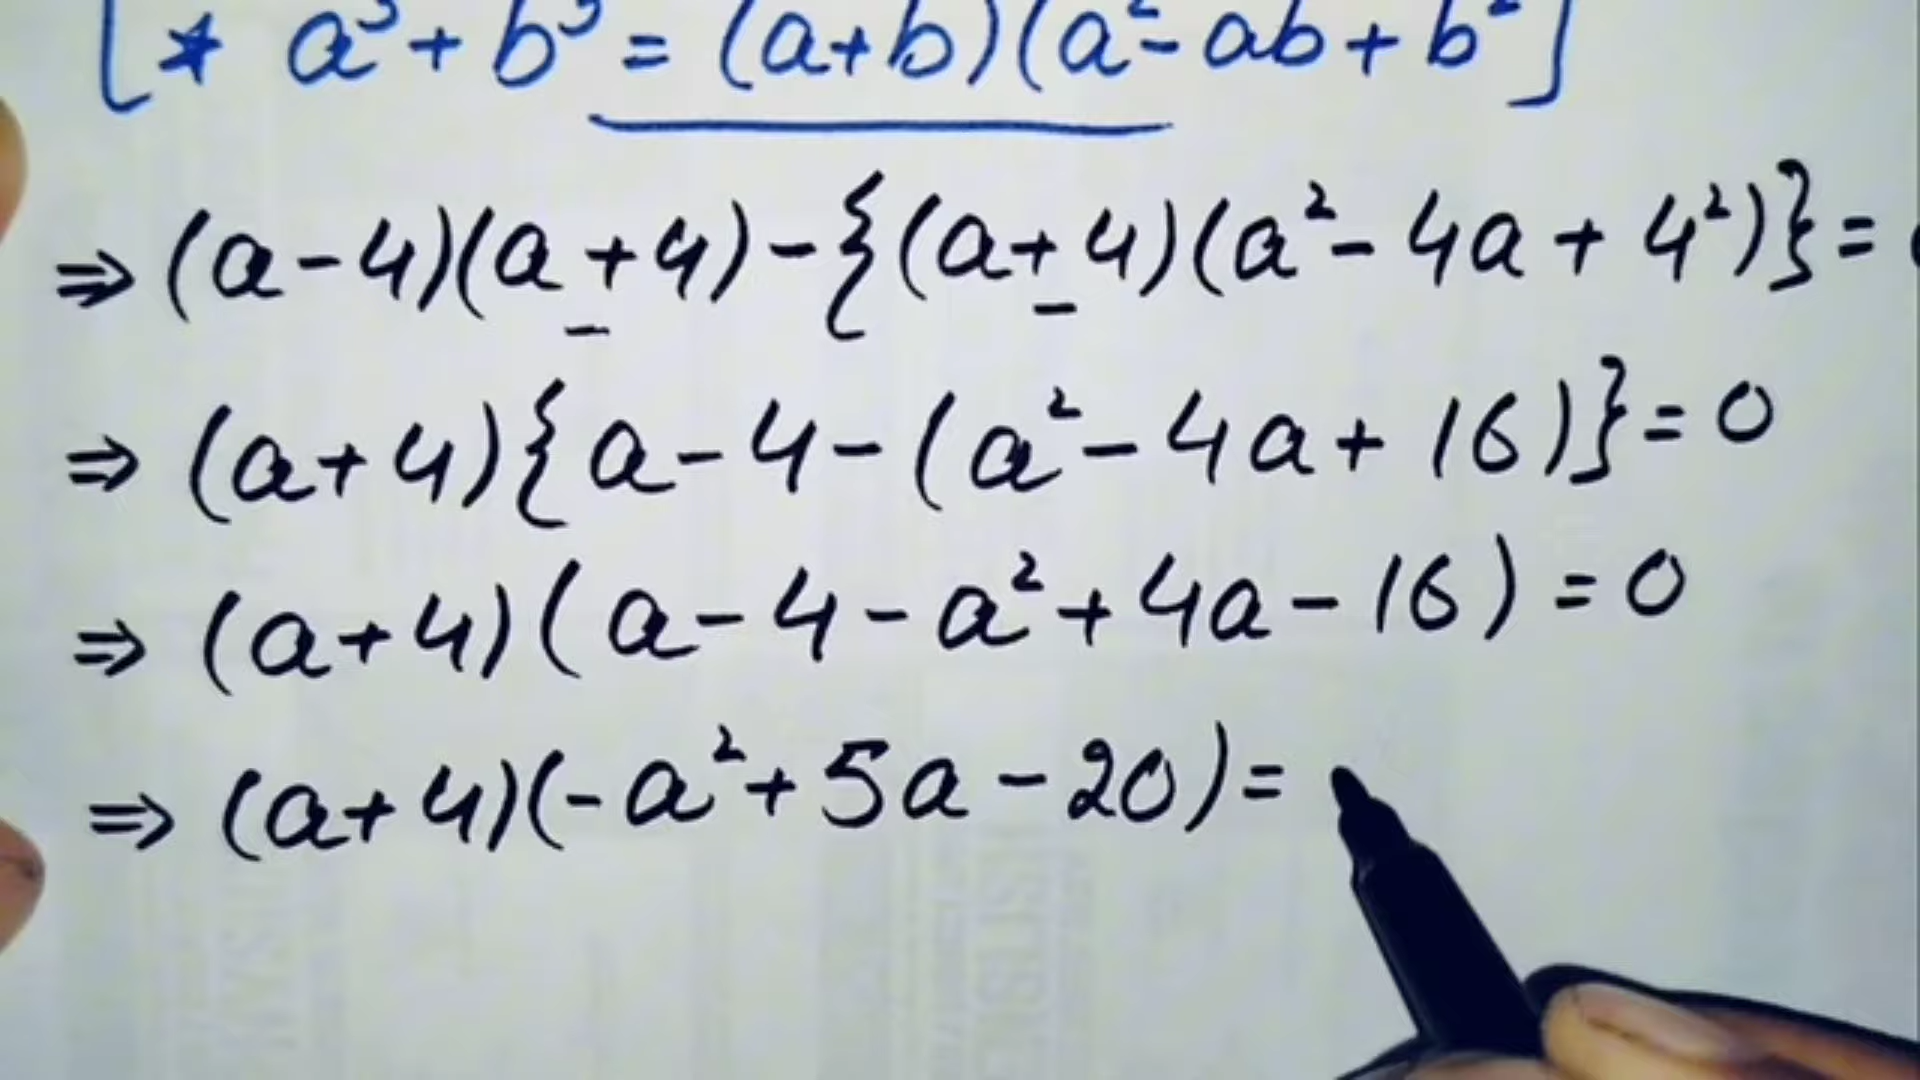 [* a³ + b³ = (a+b)(a² - ab + b²]
⇒ (a-4)(a+4) - {(a+4)(a² - 4a + 4²)} =
⇒ (a+4){a-4-(a²-4a+16)} = 0
⇒ (a+4)(a-4-a²+4a-16) = 0
⇒ (a+4)(-a²+5a-20) =